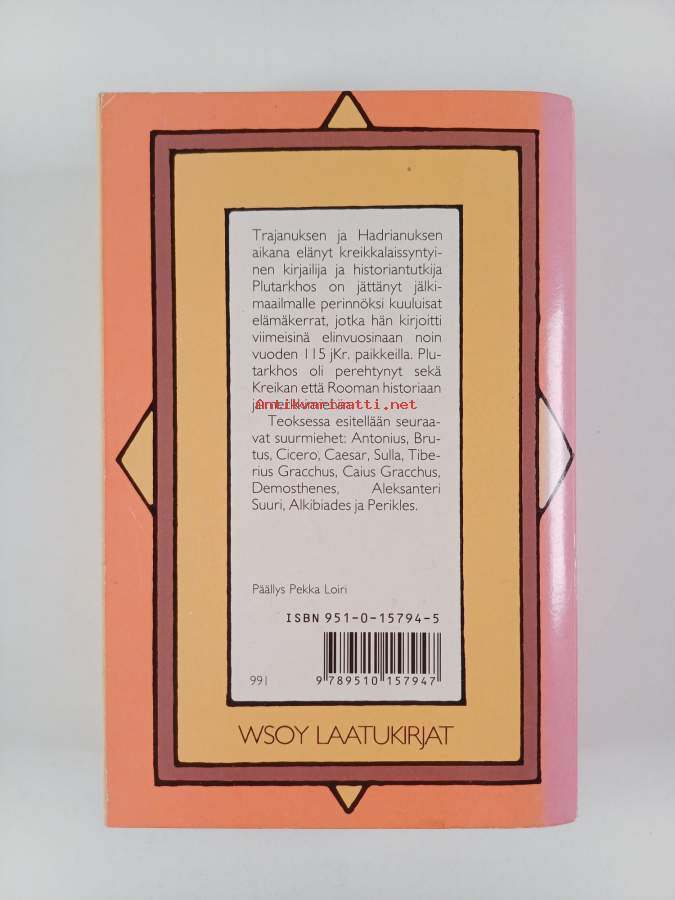 Trajanuksen ja Hadrianuksen
aikana elänyt kreikkalaissyntyi-
nen kirjailija ja historiantutkija
Plutarkhos on jättänyt jälki-
maailmalle perinnöksi kuuluisat
elämäkerrat, jotka hän kirjoitti
viimeisinä elinvuosinaan noin
vuoden 115 jKr. paikkeilla. Plu-
tarkhos oli perehtynyt sekä
Kreikan että Rooman historiaan
Antikvariaatti.net
Teoksessa esitellään seuraa-
vat suurmiehet: Antonius, Bru-
tus, Cicero, Caesar, Sulla, Tibe-
rius Gracchus, Caius Gracchus,
Demosthenes, Aleksanteri
Suuri, Alkibiades ja Perikles.
Päällys Pekka Loiri
ISBN 951-0-15794-5
991
9 789510 157947
WSOY LAATUKIRJAT